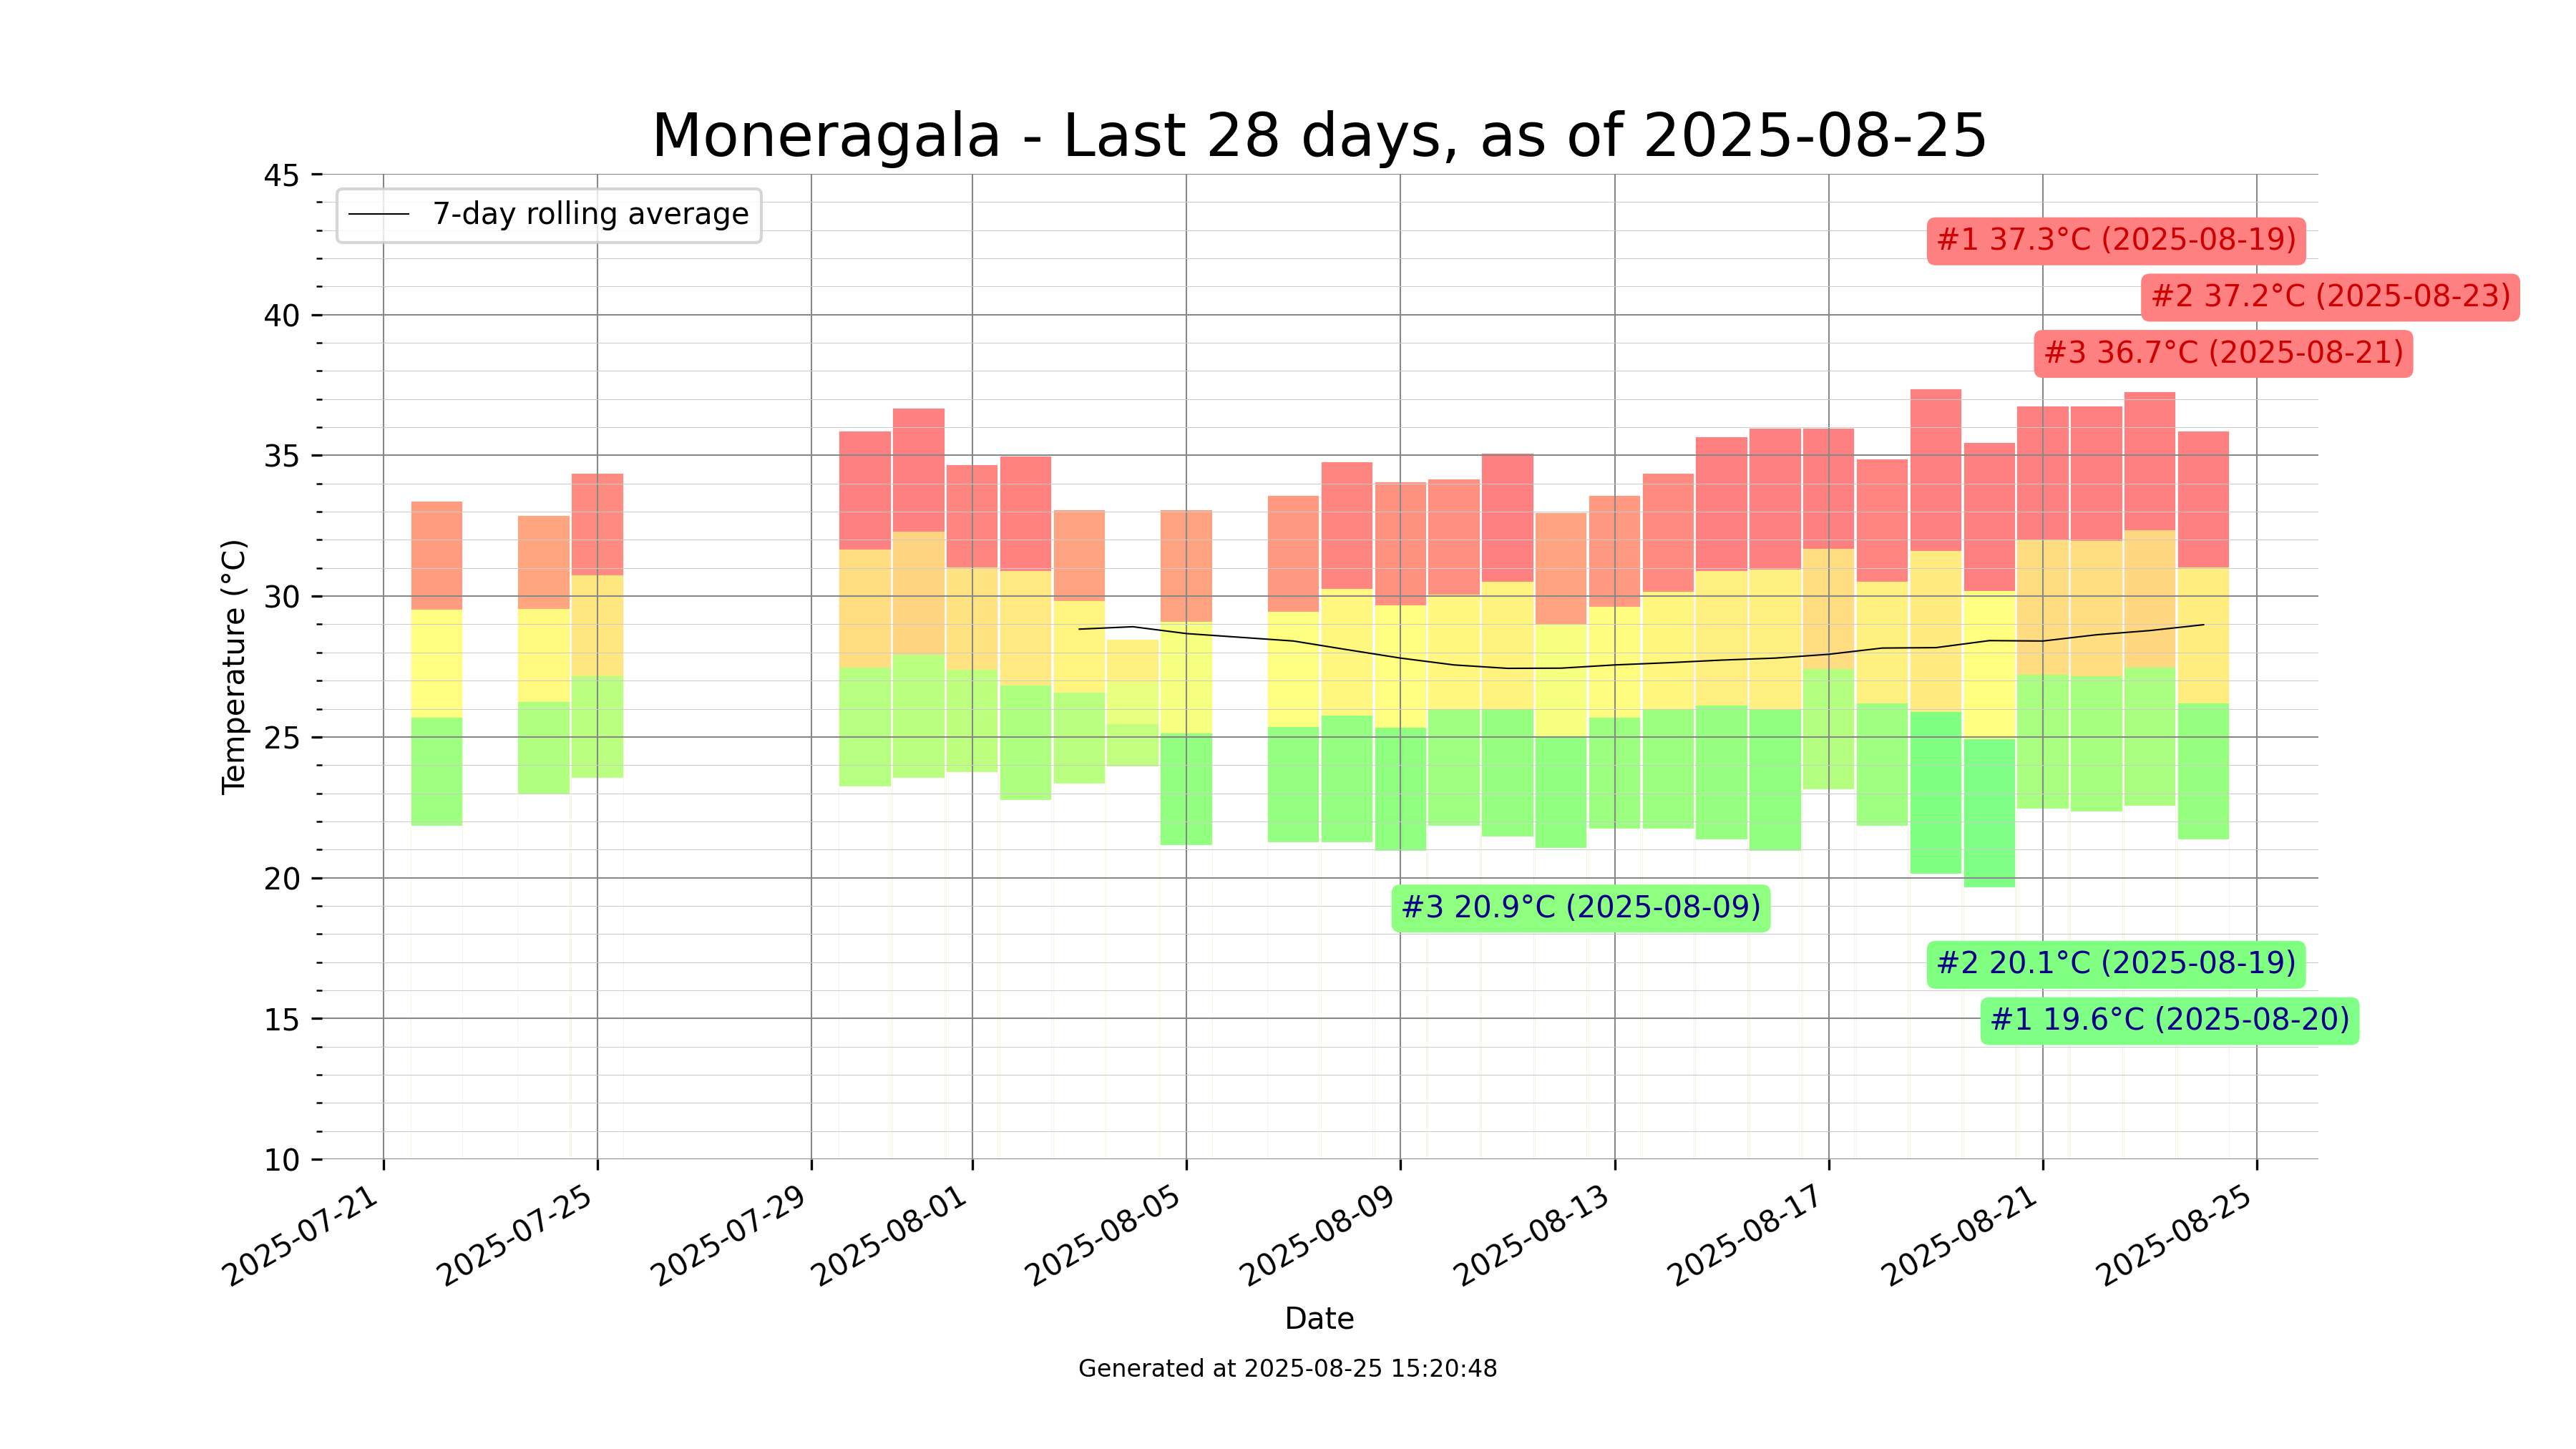 Moneragala - Last 28 days, as of 2025-08-25
7-day rolling average
#1 37.3°C (2025-08-19)
#2 37.2°C (2025-08-23)
#3 36.7°C (2025-08-21)
#3 20.9°C (2025-08-09)
#2 20.1°C (2025-08-19)
#1 19.6°C (2025-08-20)
45
40
35
30
25
20
15
10
Temperature (°C)
2025-07-21
2025-07-25
2025-07-29
2025-08-01
2025-08-05
2025-08-09
2025-08-13
2025-08-17
2025-08-21
2025-08-25
Date
Generated at 2025-08-25 15:20:48